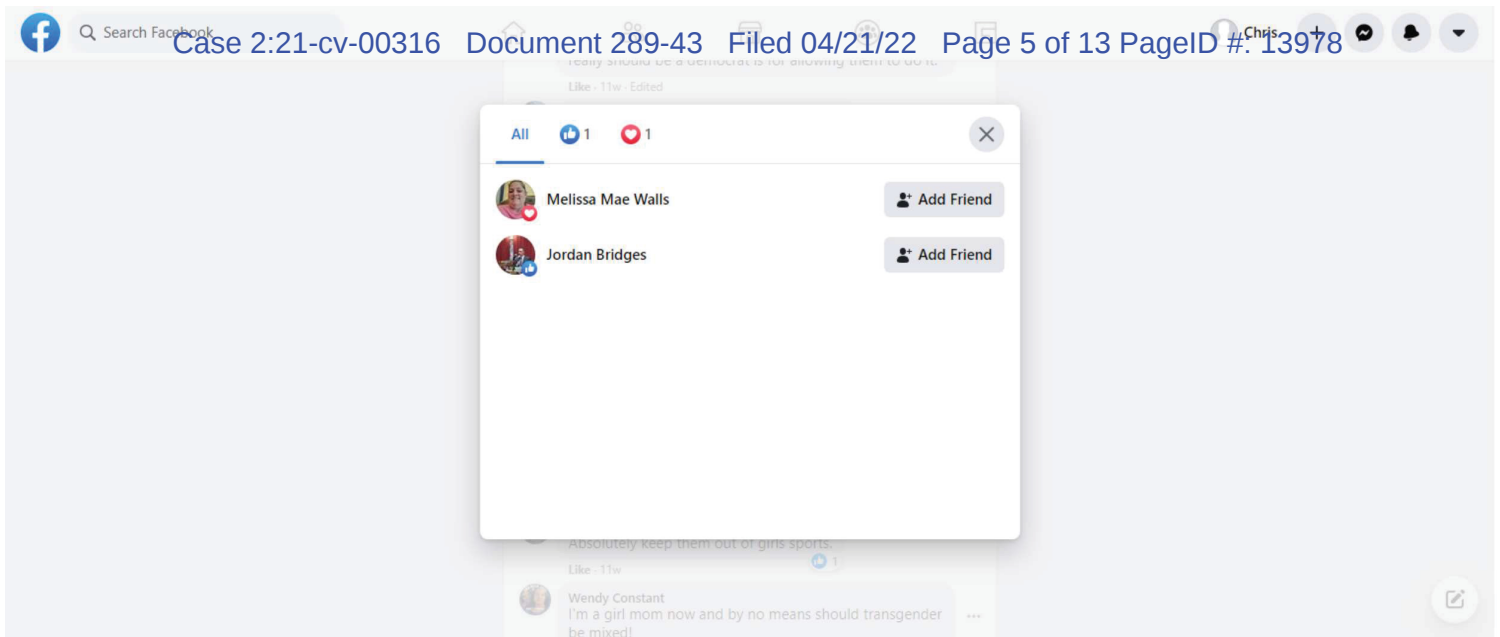 Search Facebook
Case 2:21-cv-00316 Document 289-43 Filed 04/21/22 Page 5 of 13 PageID #: 13978
Chris
really should be a democrat is for allowing them to do it.
Like · 11w · Edited
All 1 1
Melissa Mae Walls Add Friend
Jordan Bridges Add Friend
Absolutely keep them out of girls sports.
1
Like · 11w
Wendy Constant
I'm a girl mom now and by no means should transgender
be mixed!